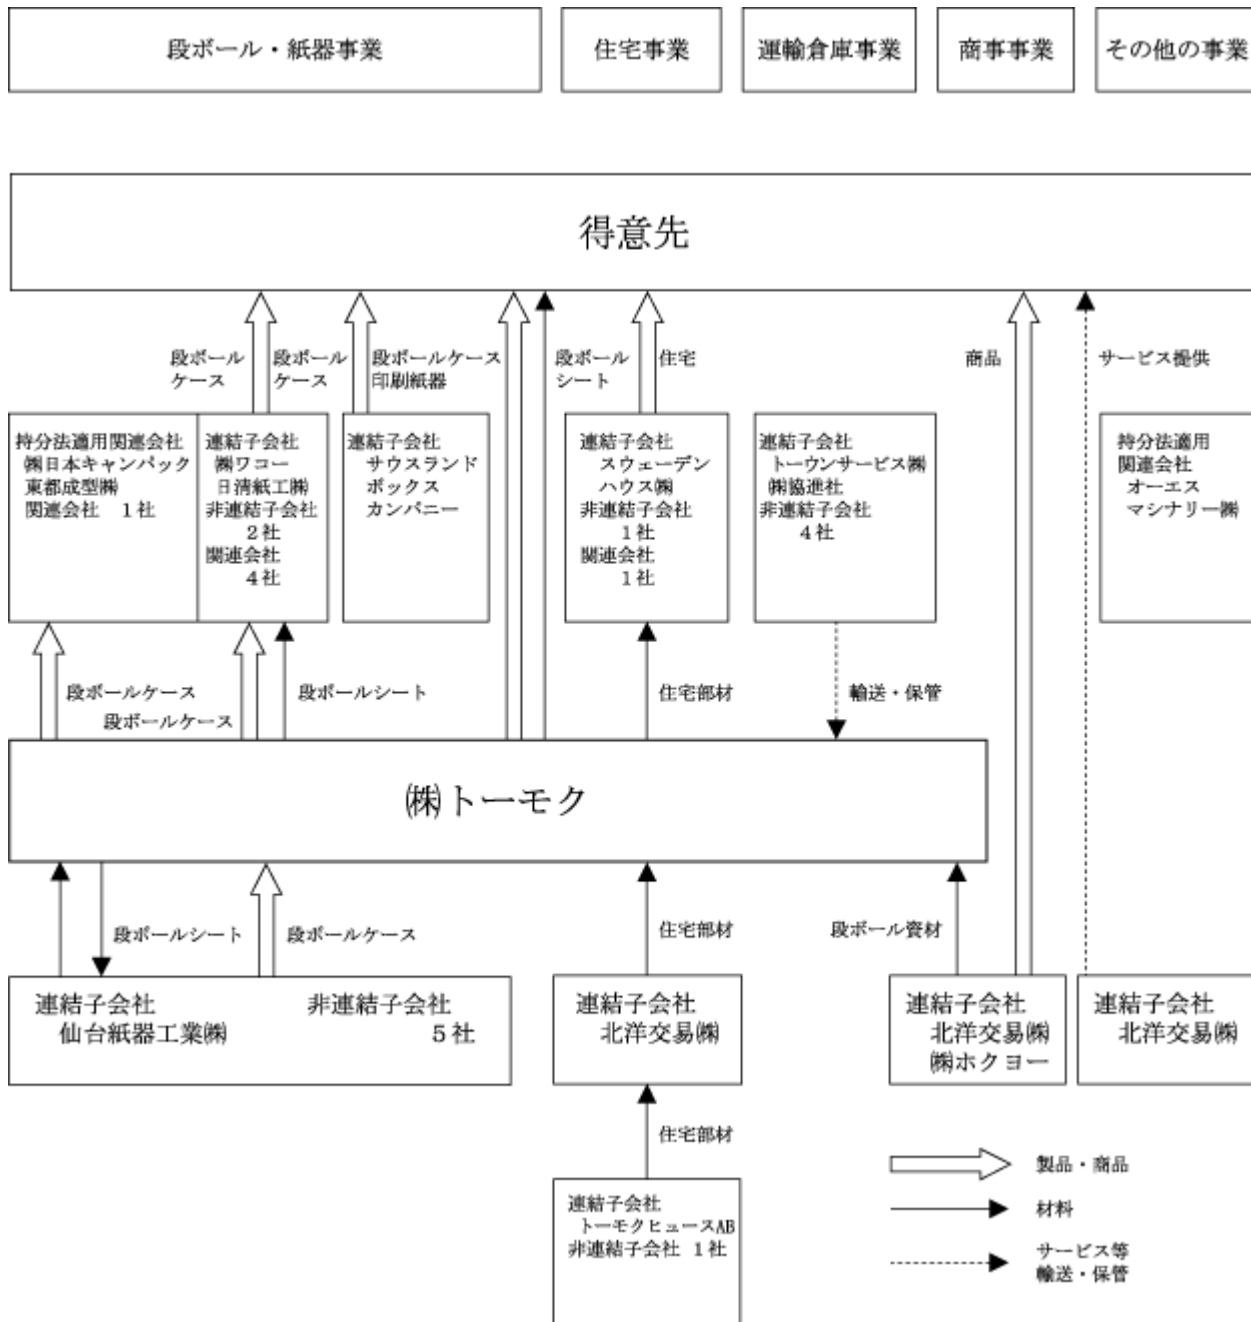 段ボール・紙器事業
住宅事業
運輸倉庫事業
商事事業
その他の事業
得意先
段ボール
ケース
段ボール
ケース
段ボールケース
印刷紙器
段ボール
シート
住宅
商品
サービス提供
持分法適用関連会社
㈱日本キャンパック
東都成型㈱
関連会社 1社
連結子会社
㈱ワコー
日清紙工㈱
非連結子会社
2社
関連会社
4社
連結子会社
サウスランド
ボックス
カンパニー
連結子会社
スウェーデン
ハウス㈱
非連結子会社
1社
関連会社
1社
連結子会社
トーウンサービス㈱
㈱協進社
非連結子会社
4社
持分法適用
関連会社
オーエス
マシナリー㈱
段ボールケース
段ボールケース
段ボールシート
住宅部材
輸送・保管
㈱トーモク
段ボールシート
段ボールケース
住宅部材
段ボール資材
連結子会社
仙台紙器工業㈱
非連結子会社
5社
連結子会社
北洋交易㈱
連結子会社
北洋交易㈱
㈱ホクヨー
連結子会社
北洋交易㈱
住宅部材
連結子会社
トーモクヒュースAB
非連結子会社 1社
製品・商品
材料
サービス等
輸送・保管